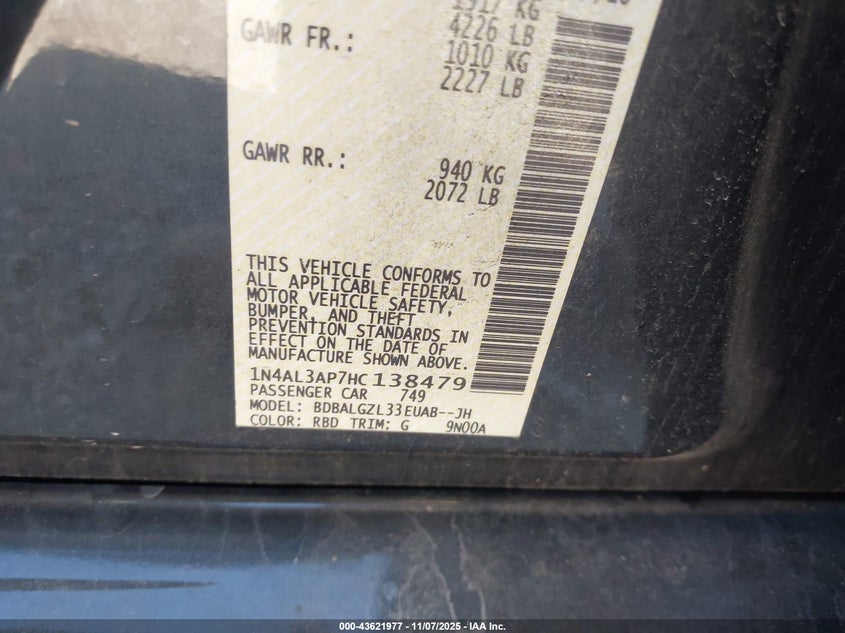 GAWR FR.:
4226 LB
1010 KG
2227 LB
GAWR RR.:
940 KG
2072 LB
THIS VEHICLE CONFORMS TO
ALL APPLICABLE FEDERAL
MOTOR VEHICLE SAFETY,
BUMPER, AND THEFT
PREVENTION STANDARDS IN
EFFECT ON THE DATE OF
MANUFACTURE SHOWN ABOVE.
1N4AL3AP7HC138479
PASSENGER CAR 749
MODEL: BDBALGZL33EUAB--JH
COLOR: RBD TRIM: G 9N00A
000-43621977 — 11/07/2025 — IAA Inc.